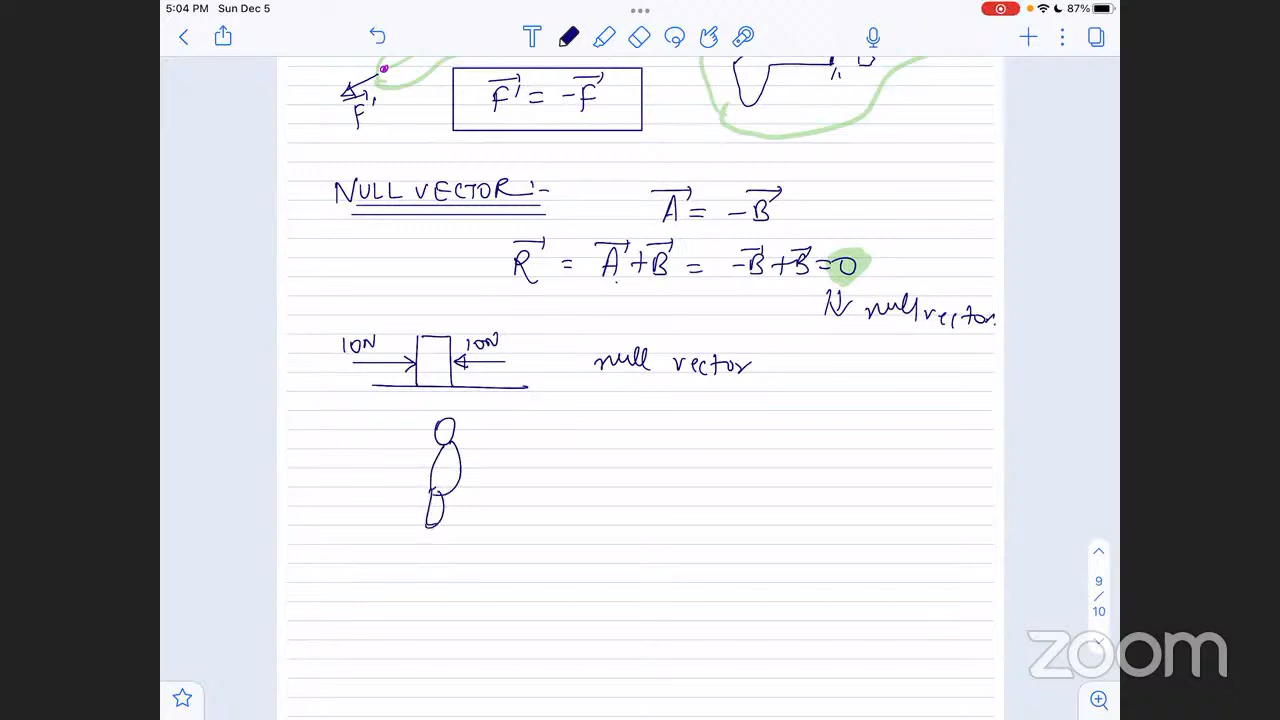 5:04 PM Sun Dec 5
87%
T
F' = -F
F'
NULL VECTOR :-
A = -B
R = A + B = -B + B = 0
null vector.
10N
10N
null vector
9
/
10
zoom